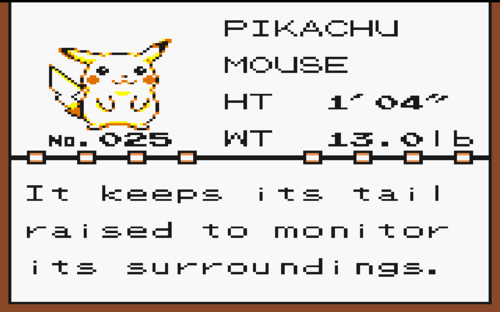 PIKACHU
MOUSE
HT 1′04″
No.025 WT 13.0lb
It keeps its tail
raised to monitor
its surroundings.